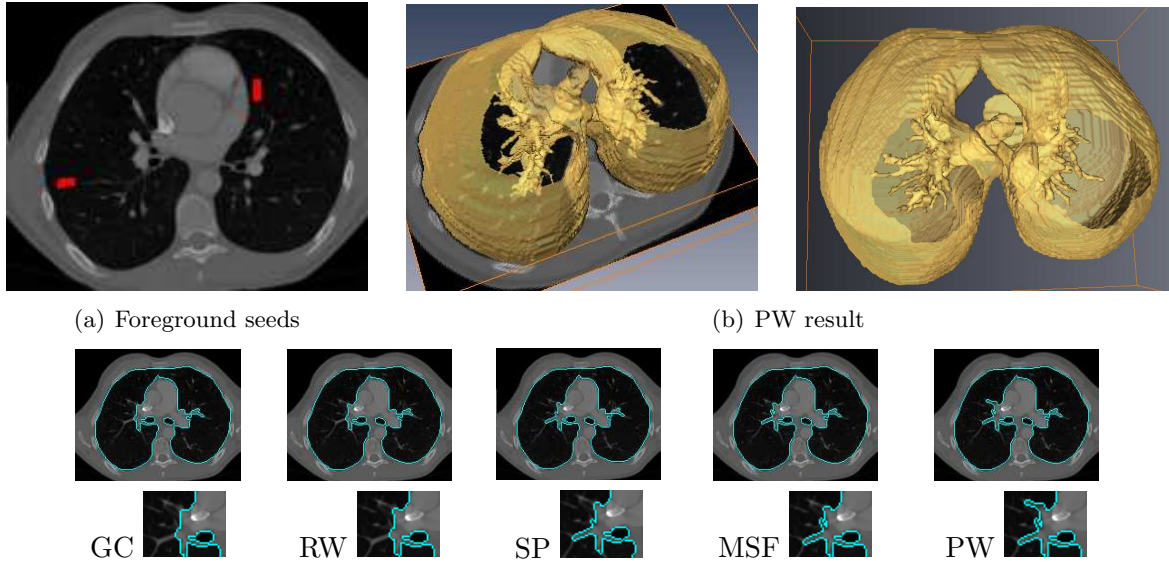 (a) Foreground seeds
(b) PW result
GC
RW
SP
MSF
PW